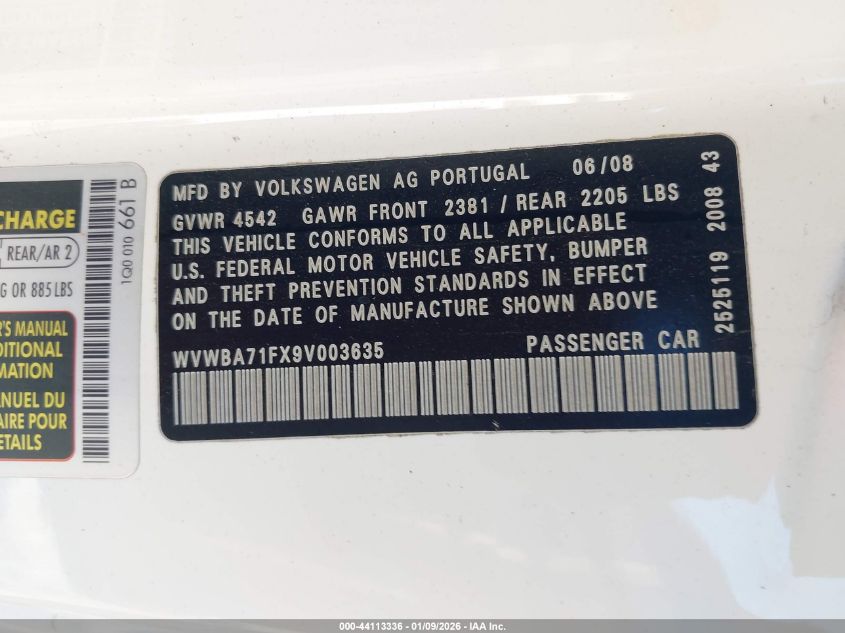 CHARGE
REAR/AR 2
G OR 885 LBS
R'S MANUAL
DITIONAL
MATION
ANUEL DU
AIRE POUR
ETAILS
1Q0 010 661 B
MFD BY VOLKSWAGEN AG PORTUGAL 06/08
GVWR 4542 GAWR FRONT 2381 / REAR 2205 LBS
THIS VEHICLE CONFORMS TO ALL APPLICABLE
U.S. FEDERAL MOTOR VEHICLE SAFETY, BUMPER
AND THEFT PREVENTION STANDARDS IN EFFECT
ON THE DATE OF MANUFACTURE SHOWN ABOVE
WVWBA71FX9V003635 PASSENGER CAR
2525119 2008 43
000-44113336 - 01/09/2026 - IAA Inc.